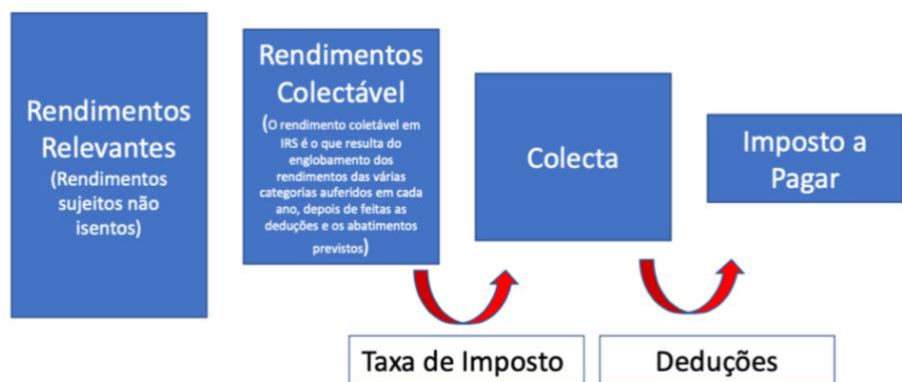 Rendimentos
Relevantes
(Rendimentos
sujeitos não
isentos)
Rendimentos
Colectável
(O rendimento coletável em
IRS é o que resulta do
englobamento dos
rendimentos das várias
categorias auferidos em cada
ano, depois de feitas as
deduções e os abatimentos
previstos)
Colecta
Imposto a
Pagar
Taxa de Imposto
Deduções